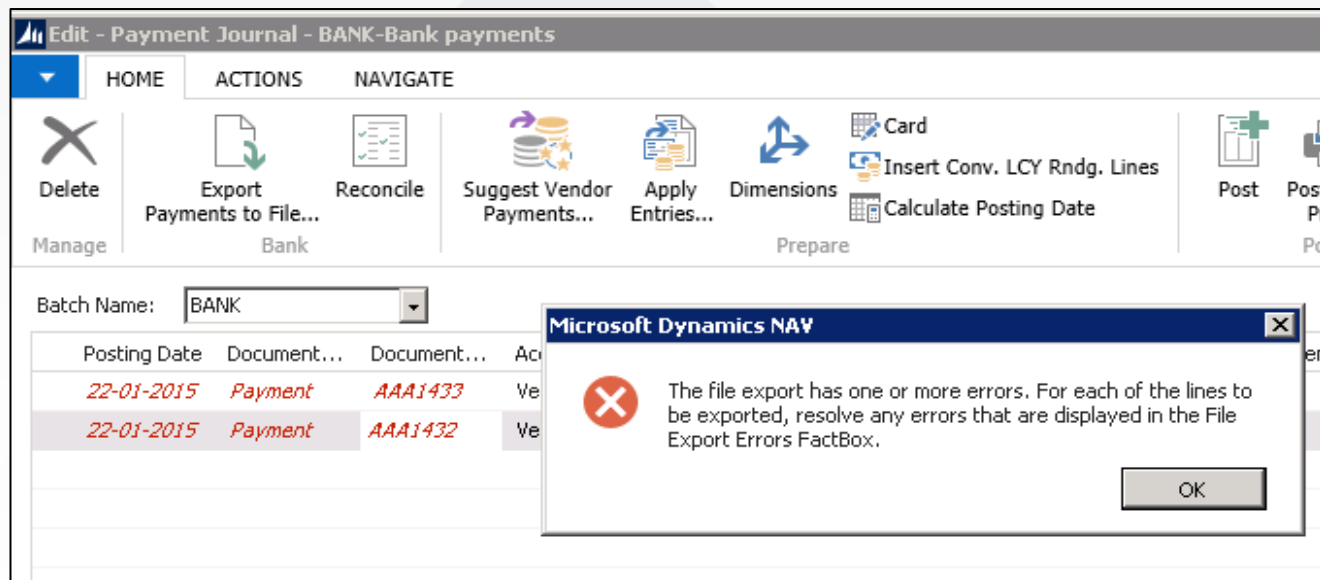 Edit - Payment Journal - BANK-Bank payments
HOME ACTIONS NAVIGATE
Delete
Export
Payments to File...
Reconcile
Suggest Vendor
Payments...
Apply
Entries...
Dimensions
Card
Insert Conv. LCY Rndg. Lines
Calculate Posting Date
Post
Manage
Bank
Prepare
Batch Name: BANK
Posting Date Document... Document...
22-01-2015 Payment AAA1433
22-01-2015 Payment AAA1432
Microsoft Dynamics NAV
The file export has one or more errors. For each of the lines to
be exported, resolve any errors that are displayed in the File
Export Errors FactBox.
OK